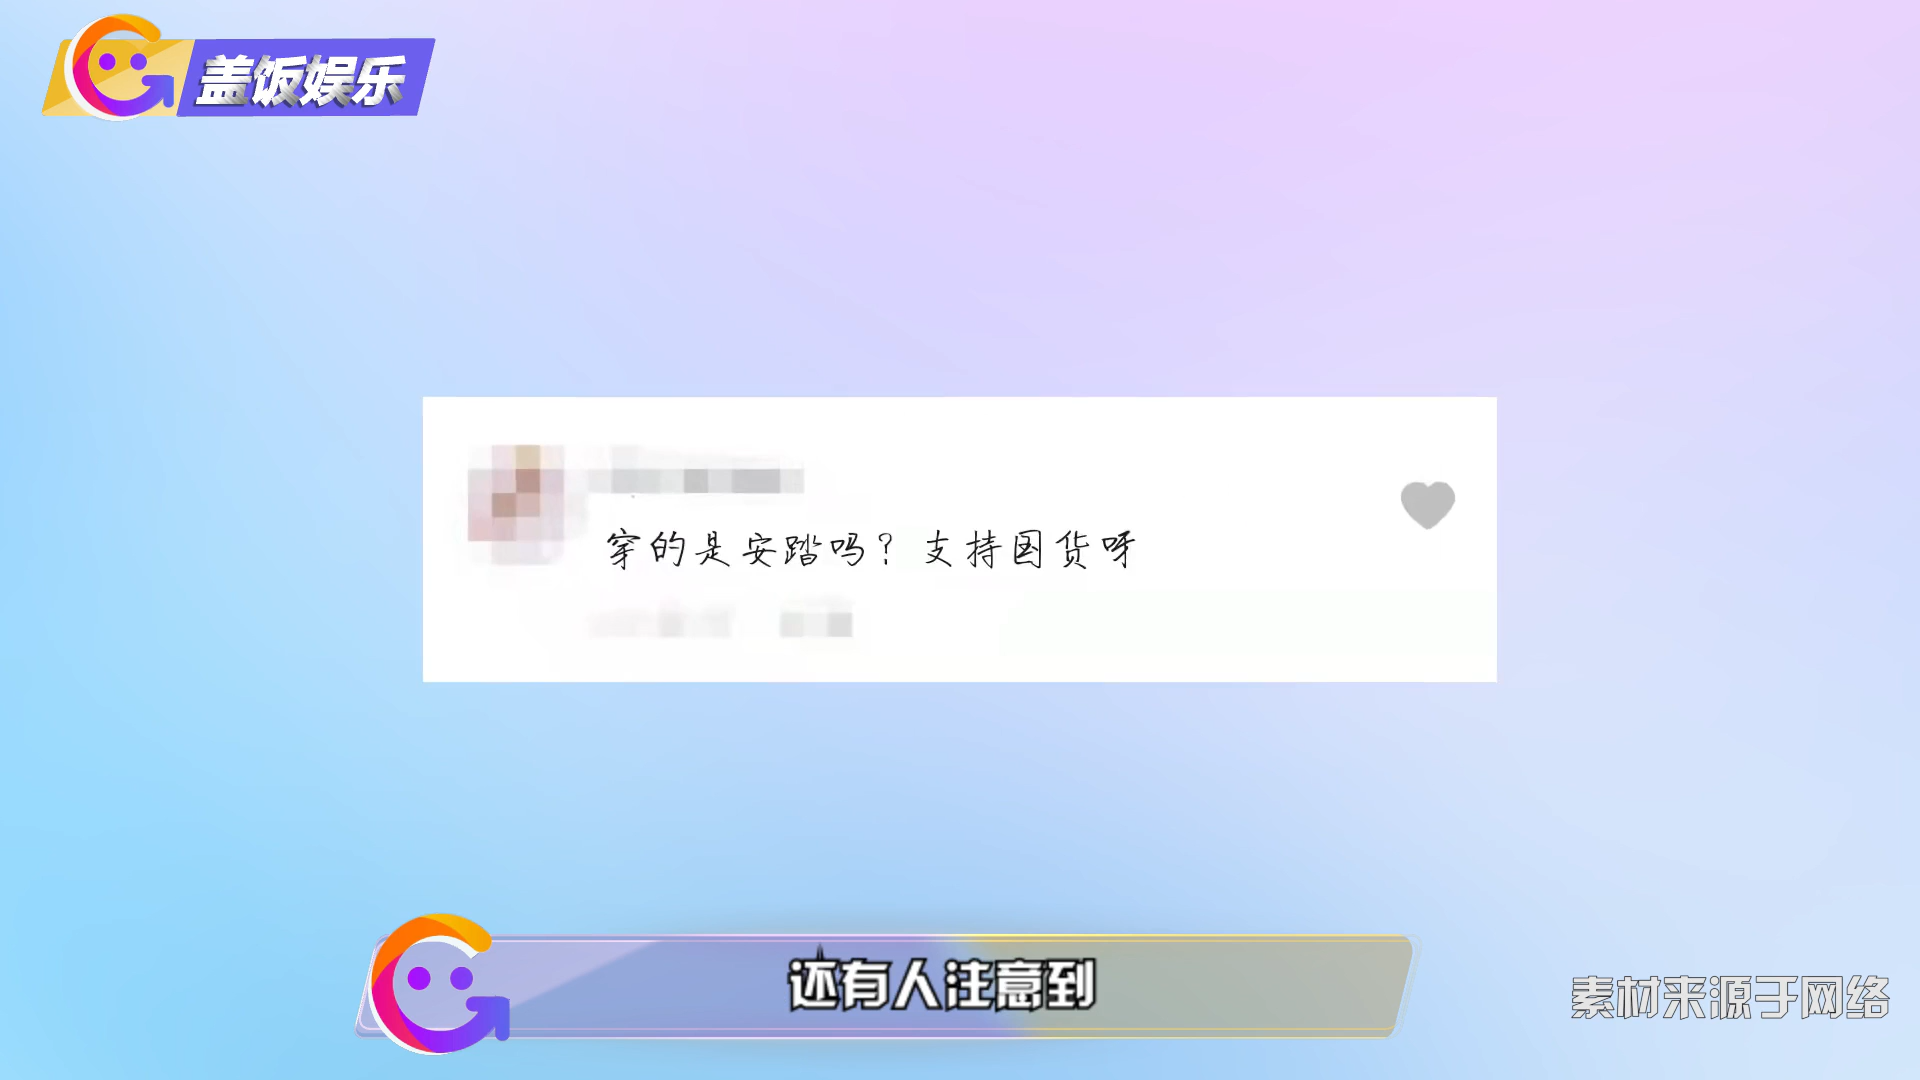 盖饭娱乐
穿的是安踏吗？支持国货呀
还有人注意到
素材来源于网络